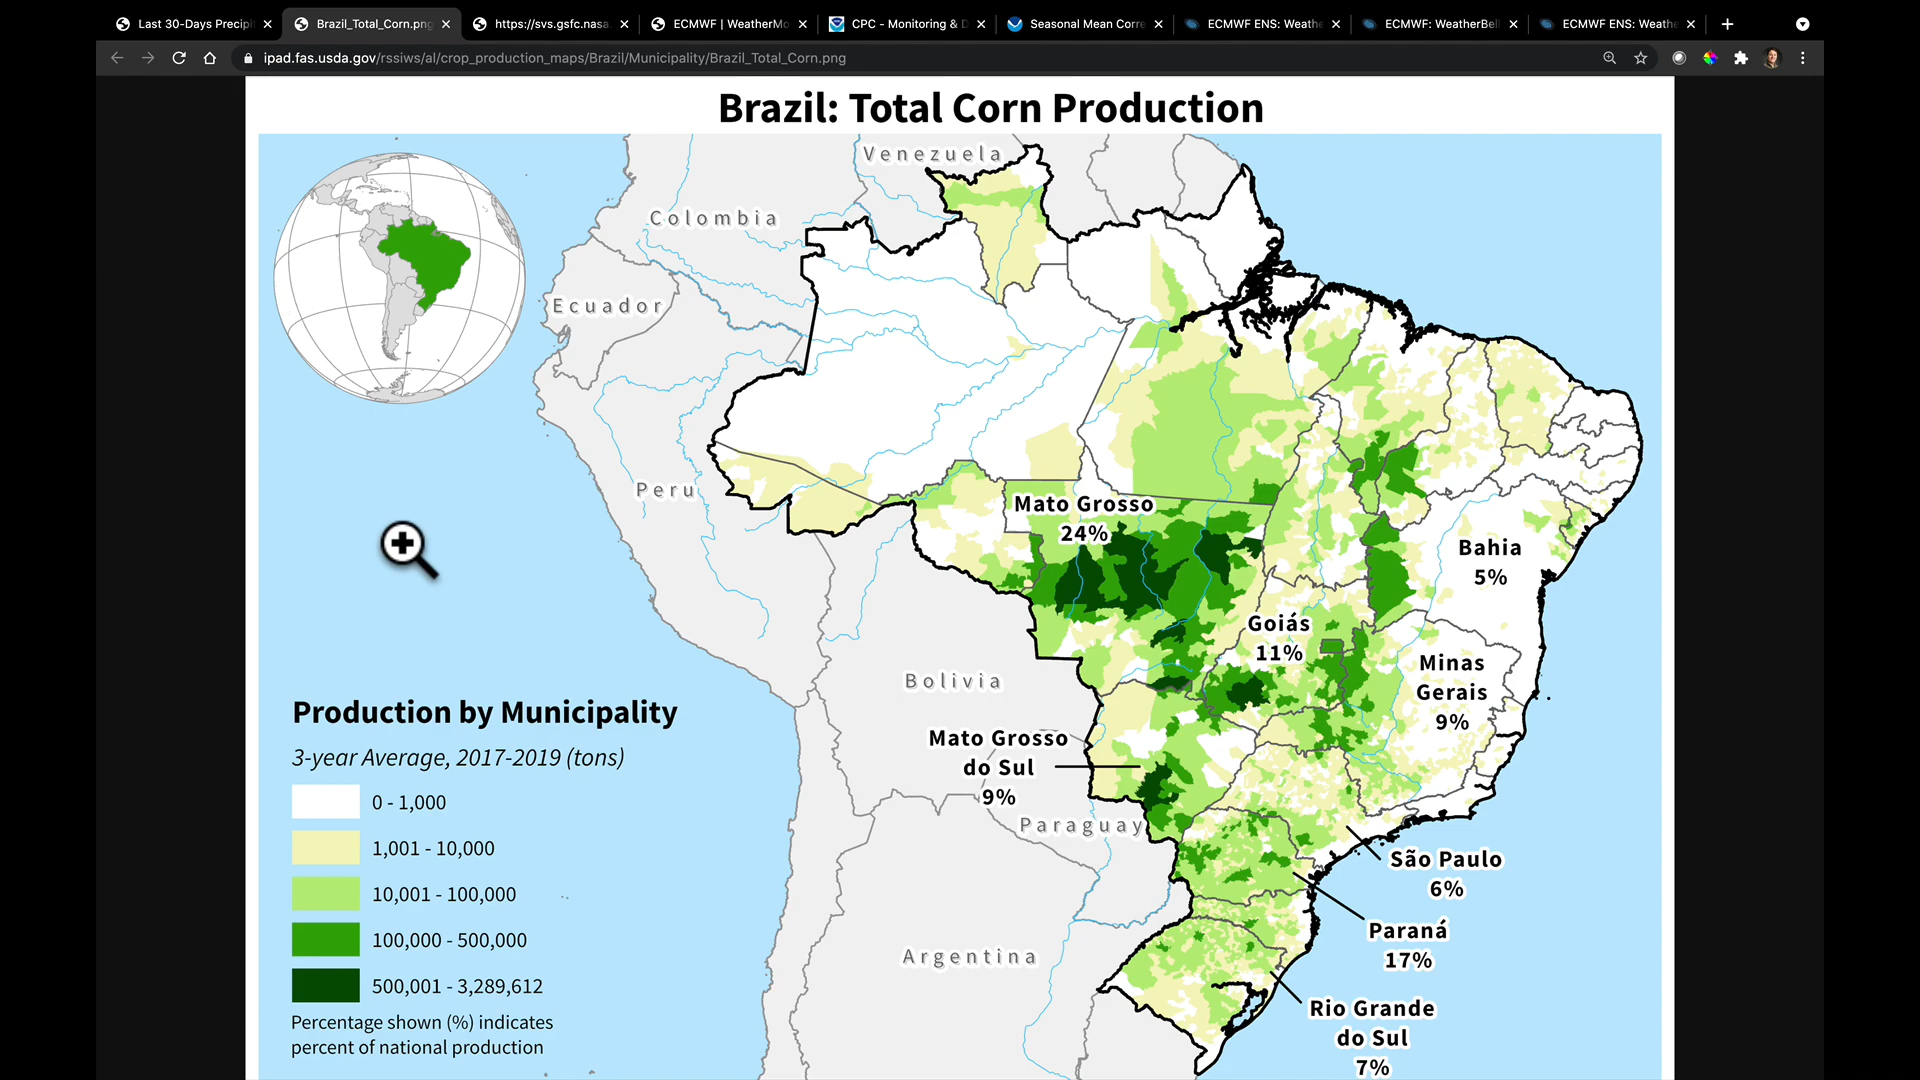 Last 30-Days Precipi
Brazil_Total_Corn.png
https://svs.gsfc.nasa.
ECMWF | WeatherMo
CPC - Monitoring & D
Seasonal Mean Corre
ECMWF ENS: Weathe
ECMWF: WeatherBel
ECMWF ENS: Weathe
ipad.fas.usda.gov/rssiws/al/crop_production_maps/Brazil/Municipality/Brazil_Total_Corn.png
Brazil: Total Corn Production
Venezuela
Colombia
Ecuador
Peru
Mato Grosso
24%
Bahia
5%
Goiás
11%
Minas
Gerais
9%
Bolivia
Mato Grosso
do Sul
9%
Paraguay
São Paulo
6%
Paraná
17%
Argentina
Rio Grande
do Sul
7%
Production by Municipality
3-year Average, 2017-2019 (tons)
0 - 1,000
1,001 - 10,000
10,001 - 100,000
100,000 - 500,000
500,001 - 3,289,612
Percentage shown (%) indicates
percent of national production